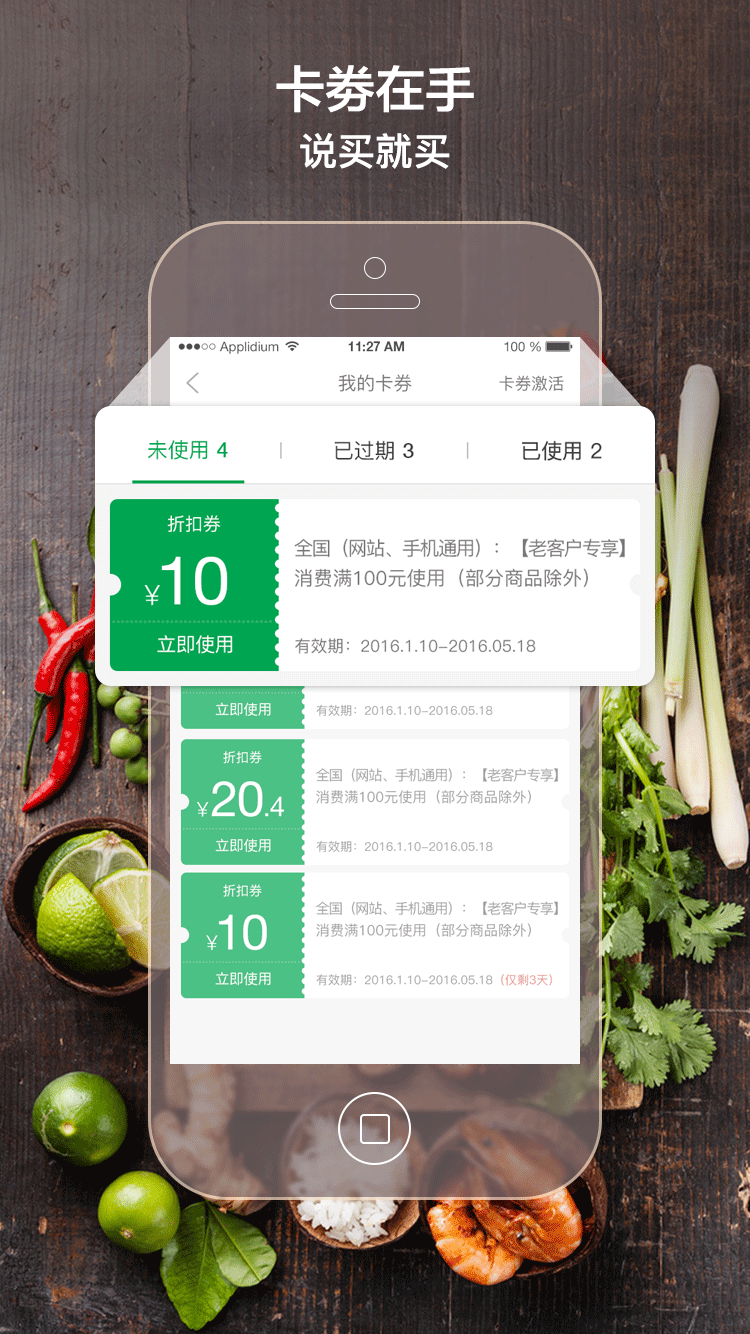 卡券在手
说买就买
Applidium 11:27 AM 100 %
我的卡券 卡券激活
未使用 4 | 已过期 3 | 已使用 2
折扣券
¥10
立即使用
全国（网站、手机通用）：【老客户专享】
消费满100元使用（部分商品除外）
有效期：2016.1.10-2016.05.18
立即使用
有效期：2016.1.10-2016.05.18
折扣券
¥20.4
立即使用
全国（网站、手机通用）：【老客户专享】
消费满100元使用（部分商品除外）
有效期：2016.1.10-2016.05.18
折扣券
¥10
立即使用
全国（网站、手机通用）：【老客户专享】
消费满100元使用（部分商品除外）
有效期：2016.1.10-2016.05.18（仅剩3天）